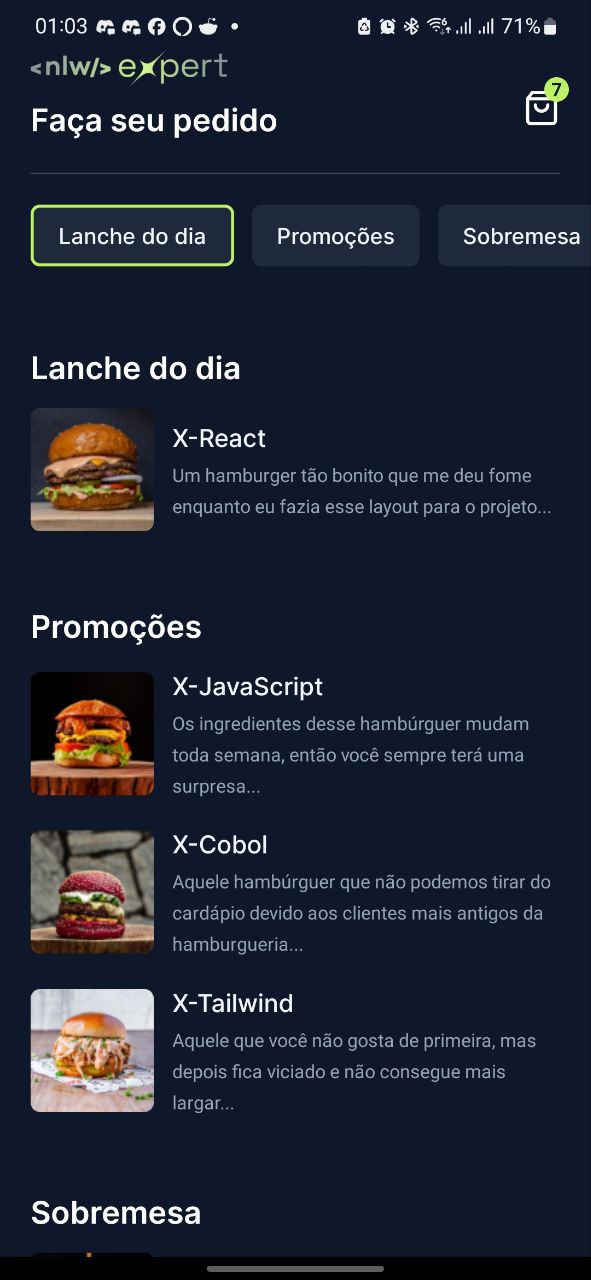 01:03
71%
<nlw/> expert
7
Faça seu pedido
Lanche do dia
Promoções
Sobremesa
Lanche do dia
X-React
Um hamburger tão bonito que me deu fome
enquanto eu fazia esse layout para o projeto...
Promoções
X-JavaScript
Os ingredientes desse hambúrguer mudam
toda semana, então você sempre terá uma
surpresa...
X-Cobol
Aquele hambúrguer que não podemos tirar do
cardápio devido aos clientes mais antigos da
hamburgueria...
X-Tailwind
Aquele que você não gosta de primeira, mas
depois fica viciado e não consegue mais
largar...
Sobremesa